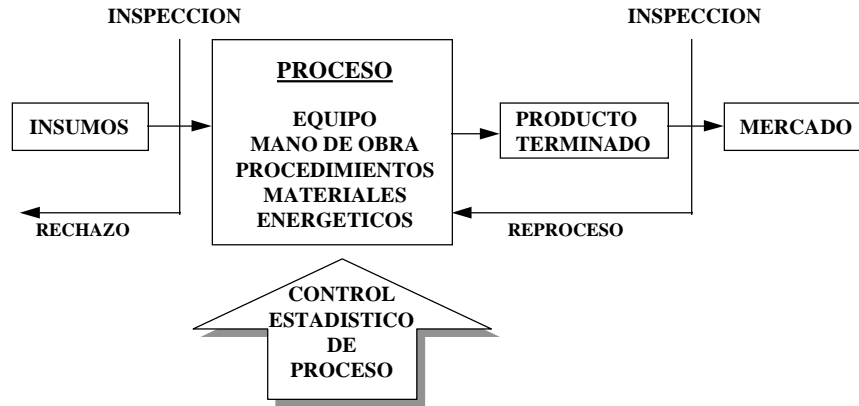 INSPECCION
INSPECCION
INSUMOS
PROCESO
EQUIPO
MANO DE OBRA
PROCEDIMIENTOS
MATERIALES
ENERGETICOS
PRODUCTO
TERMINADO
MERCADO
RECHAZO
REPROCESO
CONTROL
ESTADISTICO
DE
PROCESO